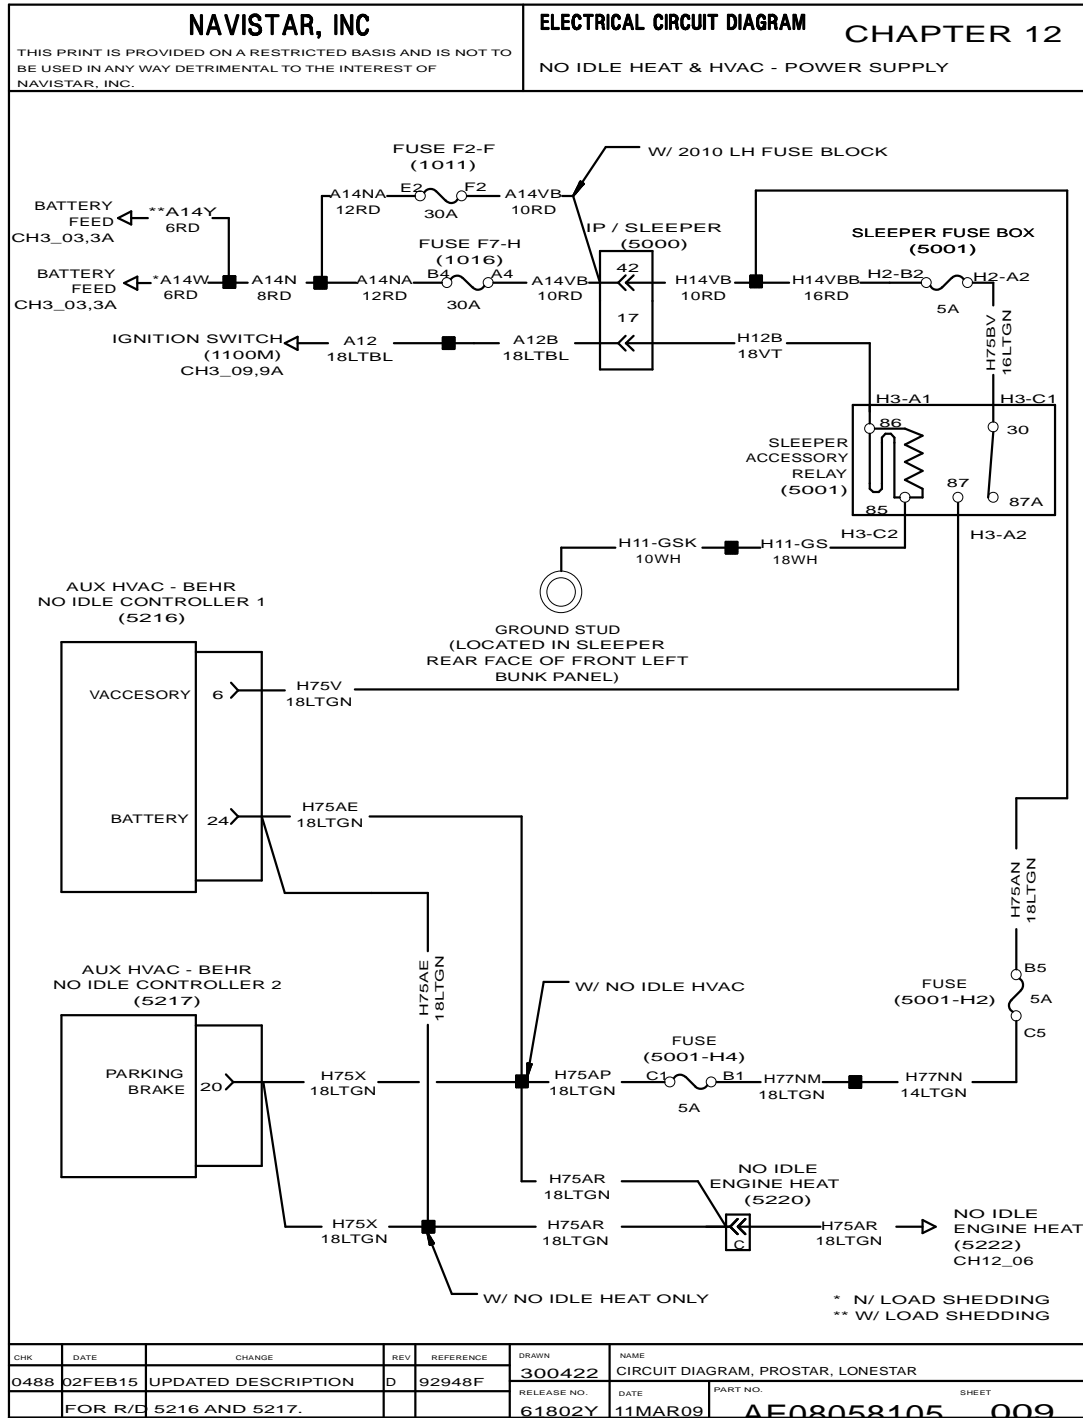 NAVISTAR, INC
THIS PRINT IS PROVIDED ON A RESTRICTED BASIS AND IS NOT TO
BE USED IN ANY WAY DETRIMENTAL TO THE INTEREST OF
NAVISTAR, INC.
ELECTRICAL CIRCUIT DIAGRAM
CHAPTER 12
NO IDLE HEAT & HVAC - POWER SUPPLY
FUSE F2-F
(1011)
W/ 2010 LH FUSE BLOCK
A14NA
12RD
E2
F2
30A
A14VB
10RD
BATTERY
FEED
CH3_03,3A
**A14Y
6RD
IP / SLEEPER
(5000)
SLEEPER FUSE BOX
(5001)
FUSE F7-H
(1016)
BATTERY
FEED
CH3_03,3A
*A14W
6RD
A14N
8RD
A14NA
12RD
B4
A4
30A
A14VB
10RD
42
H14VB
10RD
H14VBB
16RD
H2-B2
H2-A2
5A
17
IGNITION SWITCH
(1100M)
CH3_09,9A
A12
18LTBL
A12B
18LTBL
H12B
18VT
H75BV
16LTGN
H3-A1
H3-C1
86
30
SLEEPER
ACCESSORY
RELAY
(5001)
87
85
87A
H3-C2
H3-A2
H11-GSK
10WH
H11-GS
18WH
GROUND STUD
(LOCATED IN SLEEPER
REAR FACE OF FRONT LEFT
BUNK PANEL)
AUX HVAC - BEHR
NO IDLE CONTROLLER 1
(5216)
VACCESORY
6
H75V
18LTGN
BATTERY
24
H75AE
18LTGN
H75AE
18LTGN
H75AN
18LTGN
AUX HVAC - BEHR
NO IDLE CONTROLLER 2
(5217)
W/ NO IDLE HVAC
FUSE
(5001-H2)
B5
5A
C5
FUSE
(5001-H4)
PARKING
BRAKE
20
H75X
18LTGN
H75AP
18LTGN
C1
B1
5A
H77NM
18LTGN
H77NN
14LTGN
H75AR
18LTGN
NO IDLE
ENGINE HEAT
(5220)
H75X
18LTGN
H75AR
18LTGN
C
H75AR
18LTGN
NO IDLE
ENGINE HEAT
(5222)
CH12_06
W/ NO IDLE HEAT ONLY
* N/ LOAD SHEDDING
** W/ LOAD SHEDDING
CHK DATE CHANGE REV REFERENCE
0488 02FEB15 UPDATED DESCRIPTION D 92948F
FOR R/D 5216 AND 5217.
DRAWN
300422
NAME
CIRCUIT DIAGRAM, PROSTAR, LONESTAR
RELEASE NO.
61802Y
DATE
11MAR09
PART NO.
AF08058105
SHEET
009